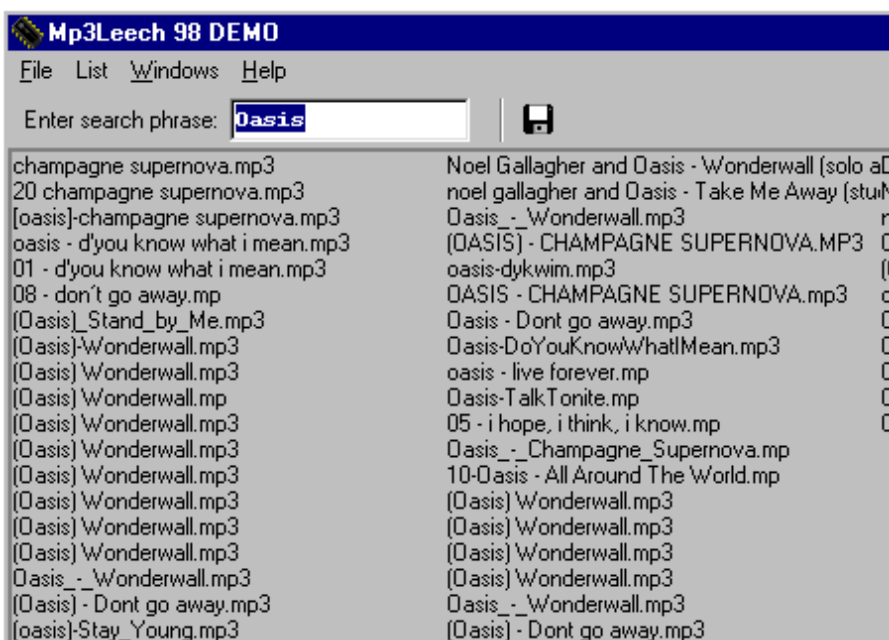 Mp3Leech 98 DEMO
File List Windows Help
Enter search phrase: Oasis
champagne supernova.mp3
20 champagne supernova.mp3
[oasis]-champagne supernova.mp3
oasis - d'you know what i mean.mp3
01 - d'you know what i mean.mp3
08 - don´t go away.mp
(Oasis)_Stand_by_Me.mp3
(Oasis)-Wonderwall.mp3
(Oasis) Wonderwall.mp3
(Oasis) Wonderwall.mp
(Oasis) Wonderwall.mp3
(Oasis) Wonderwall.mp3
(Oasis) Wonderwall.mp3
(Oasis) Wonderwall.mp3
(Oasis) Wonderwall.mp3
(Oasis) Wonderwall.mp3
Oasis_-_Wonderwall.mp3
(Oasis) - Dont go away.mp3
(oasis)-Stay_Young.mp3
Noel Gallagher and Oasis - Wonderwall (solo a
noel gallagher and Oasis - Take Me Away (stu
Oasis_-_Wonderwall.mp3
(OASIS) - CHAMPAGNE SUPERNOVA.MP3
oasis-dykwim.mp3
OASIS - CHAMPAGNE SUPERNOVA.mp3
Oasis - Dont go away.mp3
Oasis-DoYouKnowWhatIMean.mp3
oasis - live forever.mp
Oasis-TalkTonite.mp
05 - i hope, i think, i know.mp
Oasis_-_Champagne_Supernova.mp
10-Oasis - All Around The World.mp
(Oasis) Wonderwall.mp3
(Oasis) Wonderwall.mp3
(Oasis) Wonderwall.mp3
(Oasis) Wonderwall.mp3
Oasis_-_Wonderwall.mp3
(Oasis) - Dont go away.mp3